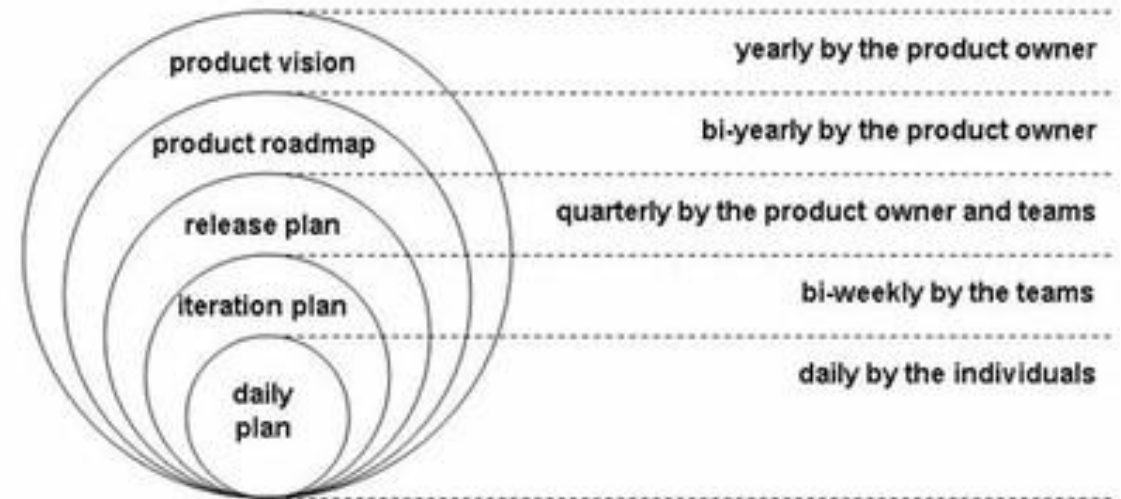 product vision
yearly by the product owner
product roadmap
bi-yearly by the product owner
release plan
quarterly by the product owner and teams
iteration plan
bi-weekly by the teams
daily
plan
daily by the individuals